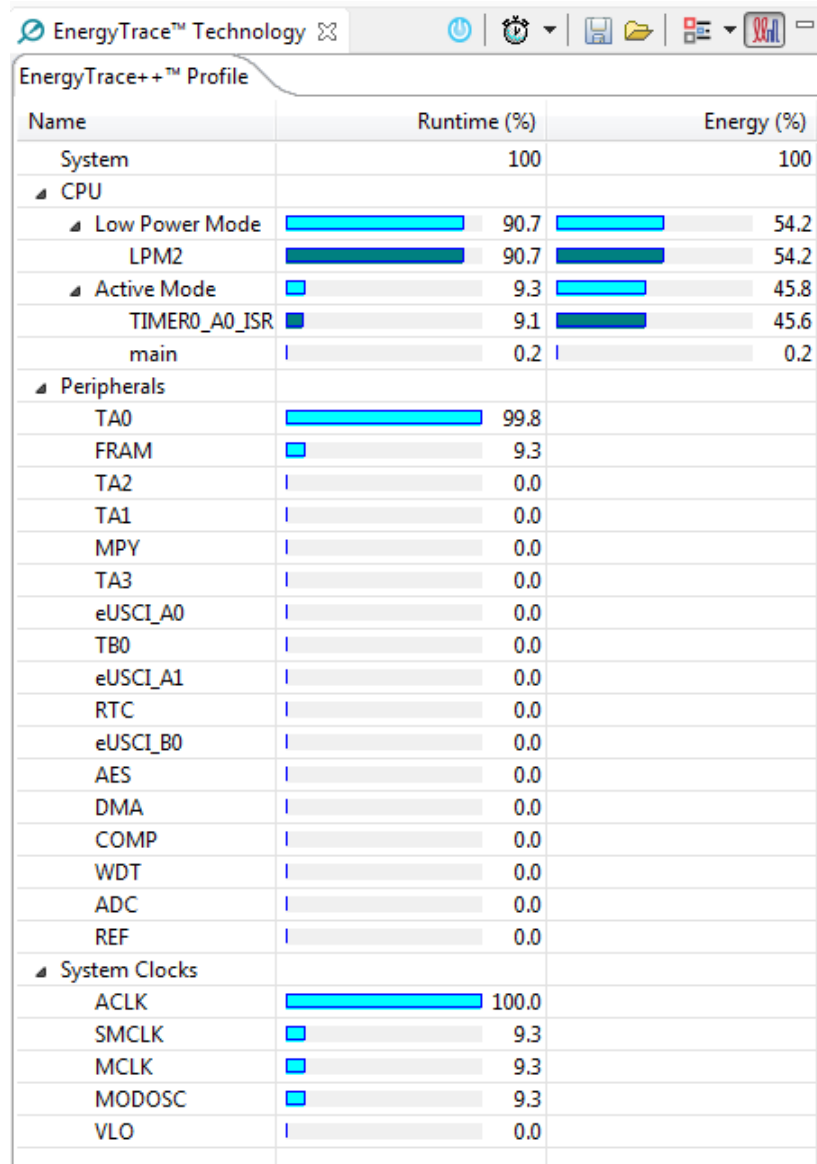 EnergyTrace™ Technology
EnergyTrace++™ Profile
Name Runtime (%) Energy (%)
System 100 100
CPU
Low Power Mode 90.7 54.2
LPM2 90.7 54.2
Active Mode 9.3 45.8
TIMER0_A0_ISR 9.1 45.6
main 0.2 0.2
Peripherals
TA0 99.8
FRAM 9.3
TA2 0.0
TA1 0.0
MPY 0.0
TA3 0.0
eUSCI_A0 0.0
TB0 0.0
eUSCI_A1 0.0
RTC 0.0
eUSCI_B0 0.0
AES 0.0
DMA 0.0
COMP 0.0
WDT 0.0
ADC 0.0
REF 0.0
System Clocks
ACLK 100.0
SMCLK 9.3
MCLK 9.3
MODOSC 9.3
VLO 0.0